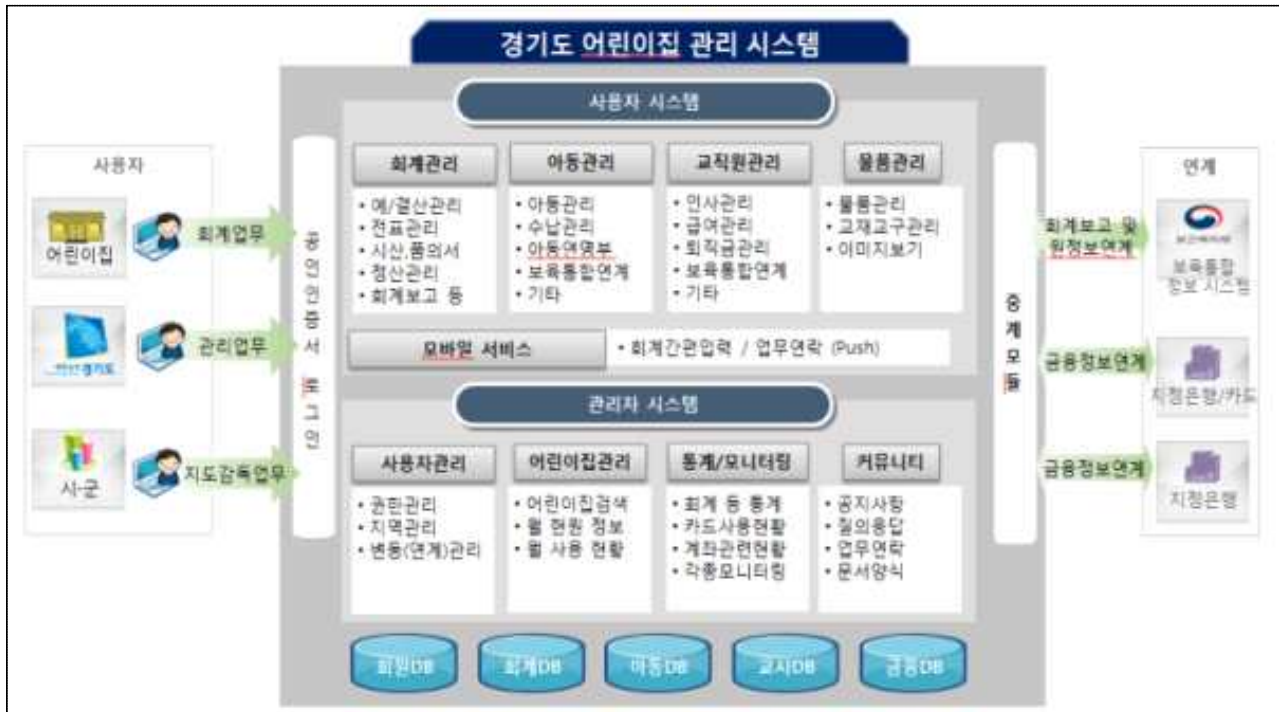 경기도 어린이집 관리 시스템
사용자
어린이집
회계업무
경기도
관리업무
시·군
지도감독업무
공인인증서 로그인
사용자 시스템
회계관리
• 예/결산관리
• 전표관리
• 시산,품의서
• 정산관리
• 회계보고 등
아동관리
• 아동관리
• 수납관리
• 아동연명부
• 보육통합연계
• 기타
교직원관리
• 인사관리
• 급여관리
• 퇴직금관리
• 보육통합연계
• 기타
물품관리
• 물품관리
• 교재교구관리
• 이미지보기
모바일 서비스
• 회계간편입력 / 업무연락 (Push)
관리자 시스템
사용자관리
• 권한관리
• 지역관리
• 변동(연계)관리
어린이집관리
• 어린이집검색
• 월 현원 정보
• 월 사용 현황
통계/모니터링
• 회계 등 통계
• 카드사용현황
• 계좌관련현황
• 각종모니터링
커뮤니티
• 공지사항
• 질의응답
• 업무연락
• 문서양식
회원DB
회계DB
아동DB
교사DB
금융DB
중계모듈
연계
회계보고 및
원정보연계
보건복지부
보육통합
정보 시스템
금융정보연계
지정은행/카드
금융정보연계
지정은행